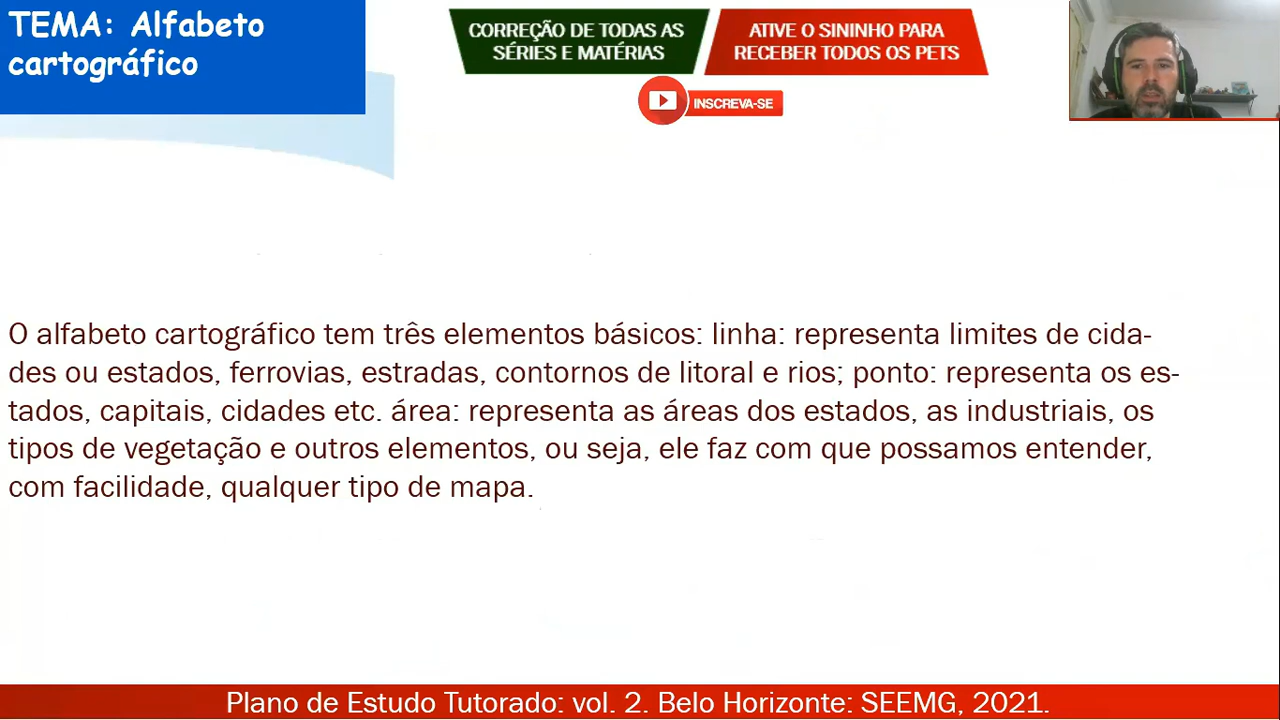 TEMA: Alfabeto
cartográfico
CORREÇÃO DE TODAS AS
SÉRIES E MATÉRIAS
ATIVE O SININHO PARA
RECEBER TODOS OS PETS
INSCREVA-SE
O alfabeto cartográfico tem três elementos básicos: linha: representa limites de cida-
des ou estados, ferrovias, estradas, contornos de litoral e rios; ponto: representa os es-
tados, capitais, cidades etc. área: representa as áreas dos estados, as industriais, os
tipos de vegetação e outros elementos, ou seja, ele faz com que possamos entender,
com facilidade, qualquer tipo de mapa.
Plano de Estudo Tutorado: vol. 2. Belo Horizonte: SEEMG, 2021.